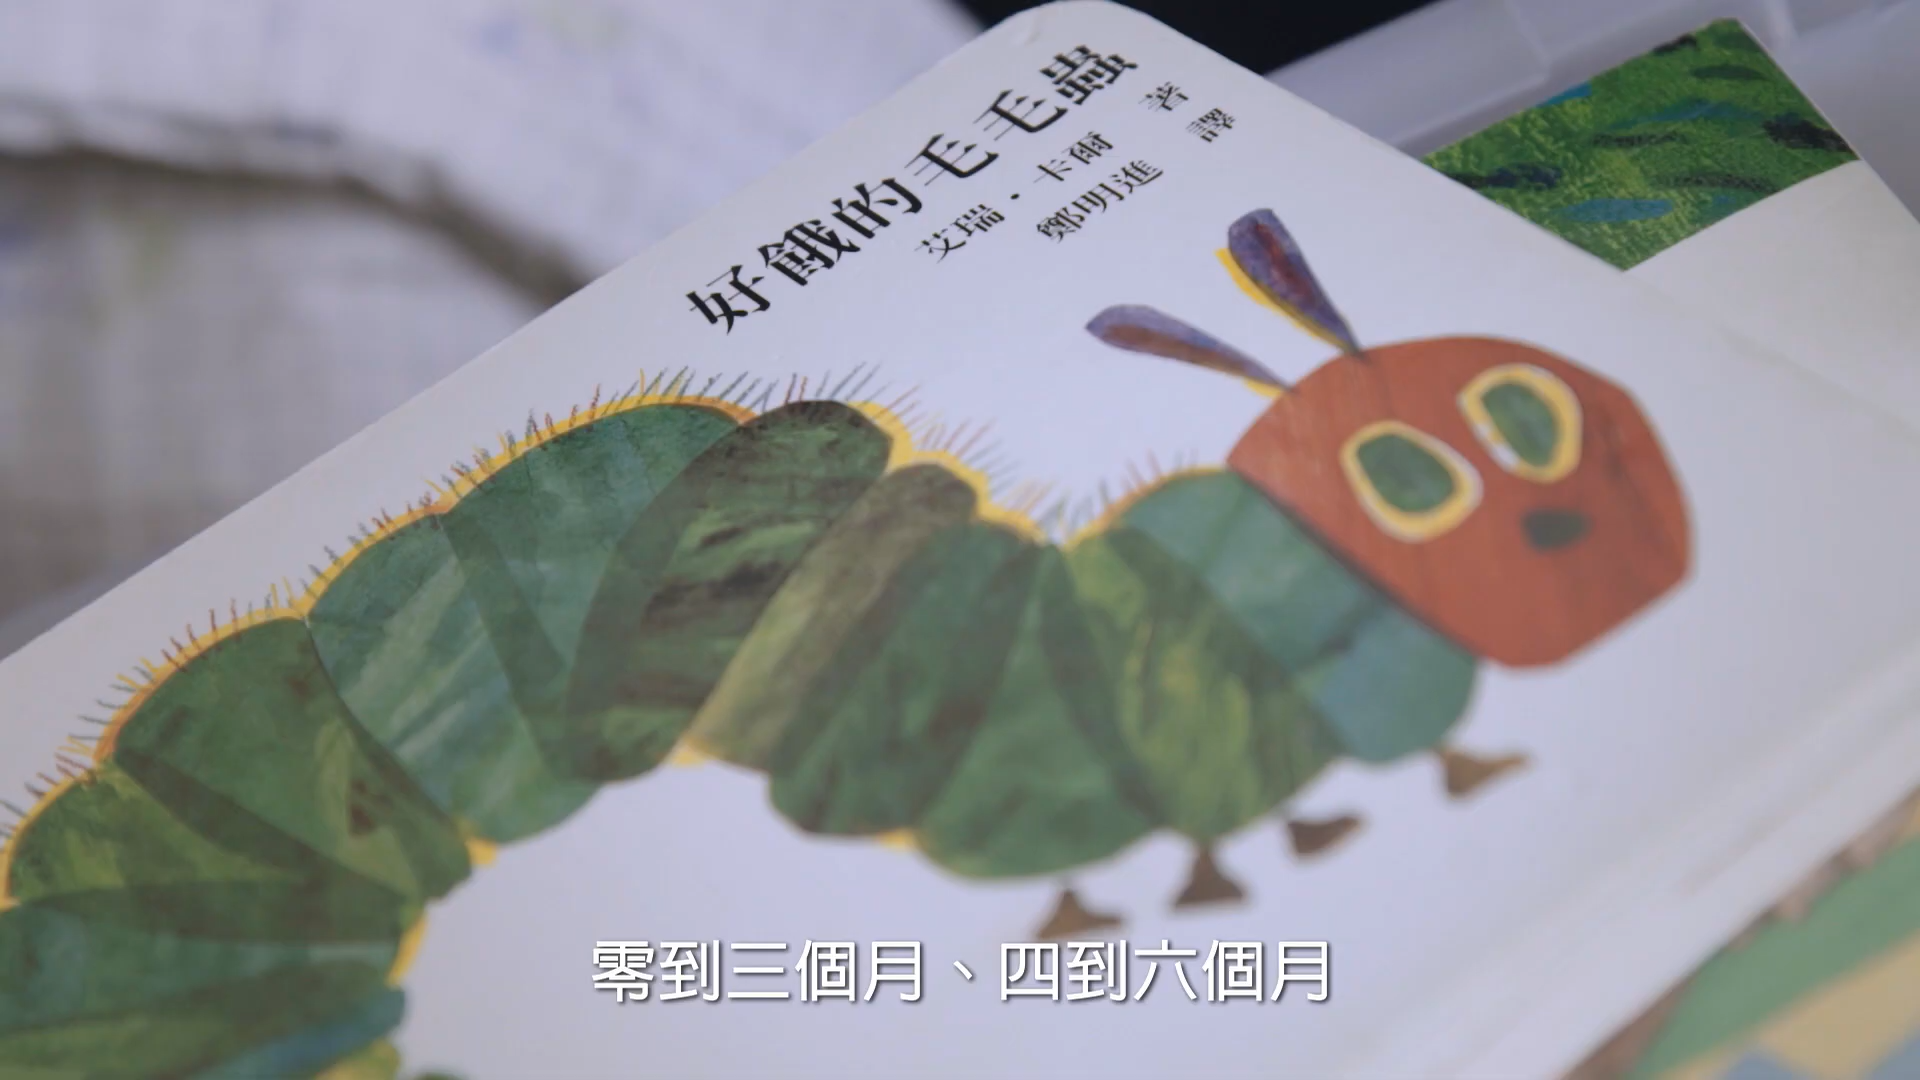 好餓的毛毛蟲
艾瑞・卡爾 著
鄭明進 譯
零到三個月、四到六個月